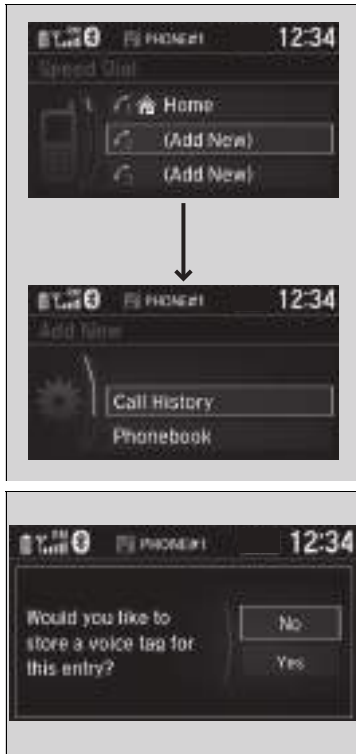 PHONE#1 12:34
Speed Dial
Home
(Add New)
(Add New)
PHONE#1 12:34
Add New
Call History
Phonebook
PHONE#1 12:34
Would you like to
store a voice tag for
this entry?
No
Yes